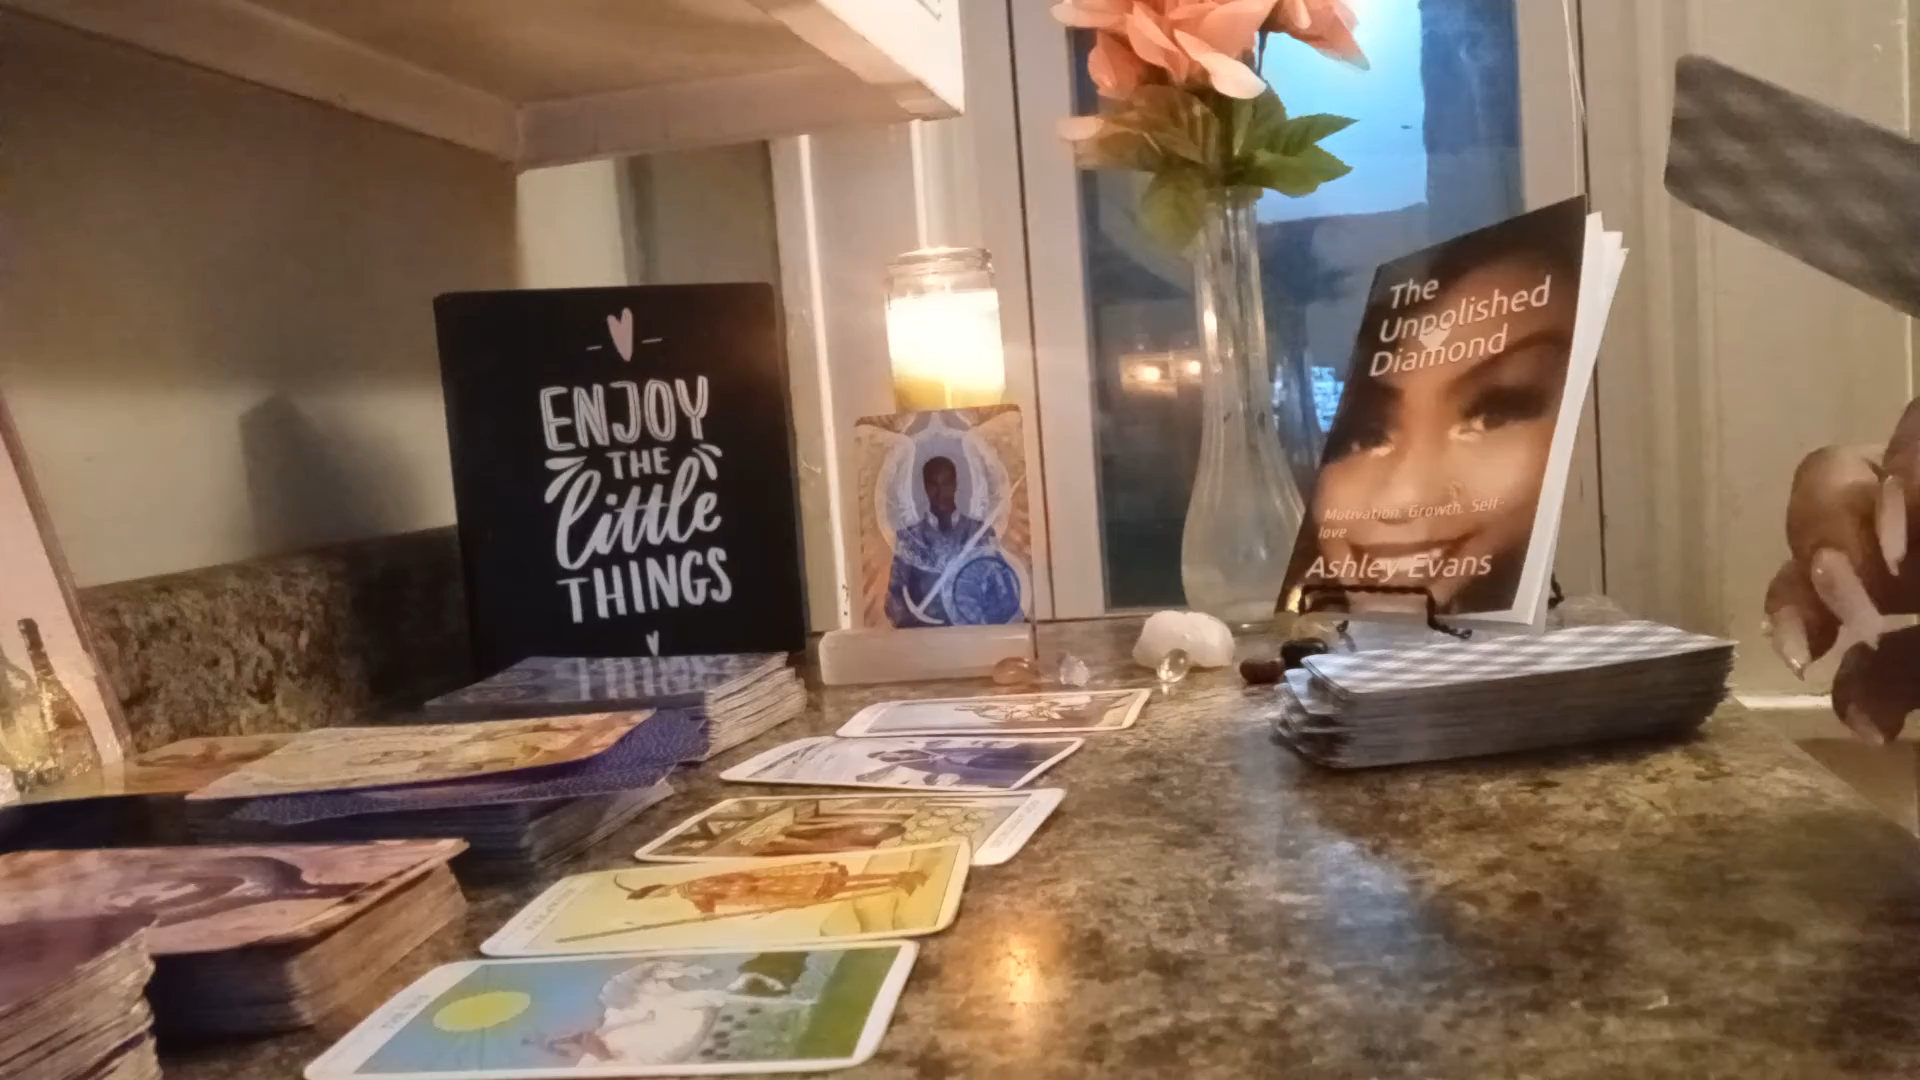 ENJOY
THE
little
THINGS
The
Unpolished
Diamond
Motivation. Growth. Self-
love
Ashley Evans